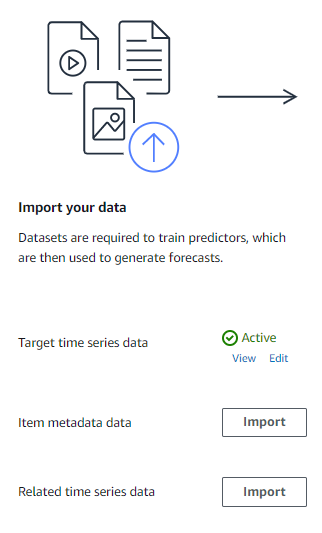 Import your data
Datasets are required to train predictors, which
are then used to generate forecasts.
Target time series data
Active
View Edit
Item metadata data
Import
Related time series data
Import